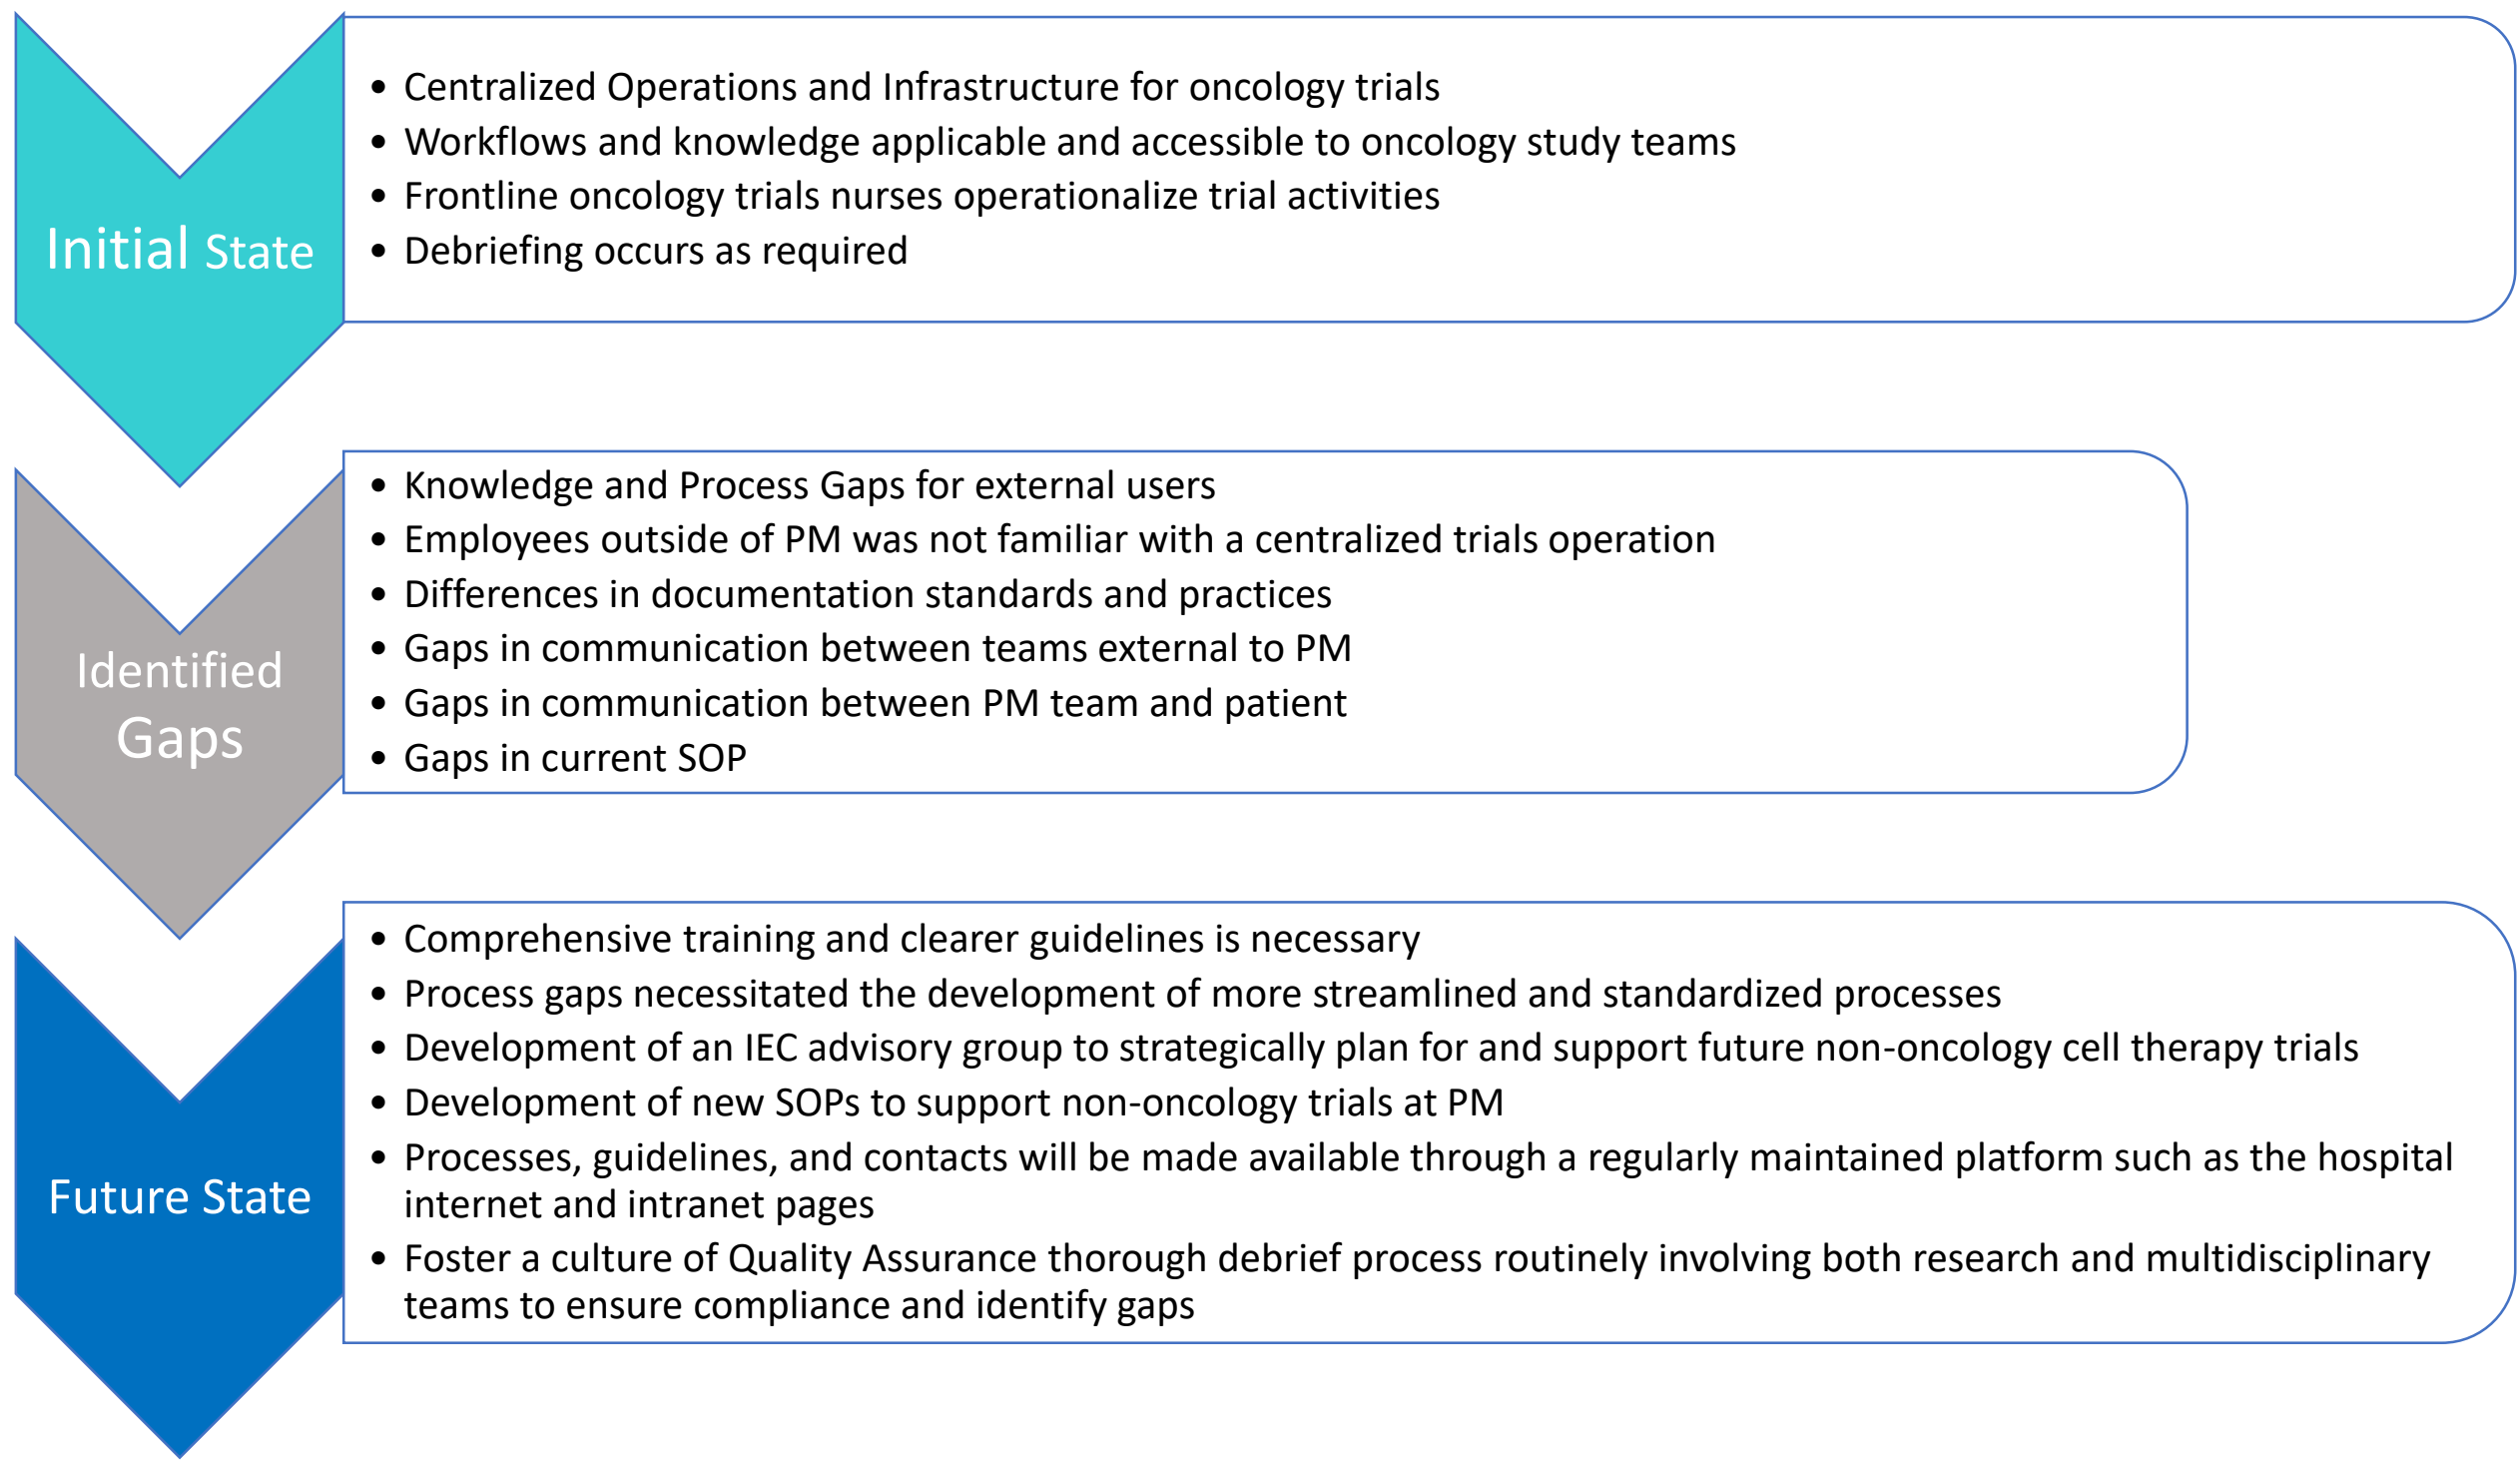 Initial State
• Centralized Operations and Infrastructure for oncology trials
• Workflows and knowledge applicable and accessible to oncology study teams
• Frontline oncology trials nurses operationalize trial activities
• Debriefing occurs as required
Identified
Gaps
• Knowledge and Process Gaps for external users
• Employees outside of PM was not familiar with a centralized trials operation
• Differences in documentation standards and practices
• Gaps in communication between teams external to PM
• Gaps in communication between PM team and patient
• Gaps in current SOP
Future State
• Comprehensive training and clearer guidelines is necessary
• Process gaps necessitated the development of more streamlined and standardized processes
• Development of an IEC advisory group to strategically plan for and support future non-oncology cell therapy trials
• Development of new SOPs to support non-oncology trials at PM
• Processes, guidelines, and contacts will be made available through a regularly maintained platform such as the hospital
internet and intranet pages
• Foster a culture of Quality Assurance thorough debrief process routinely involving both research and multidisciplinary
teams to ensure compliance and identify gaps